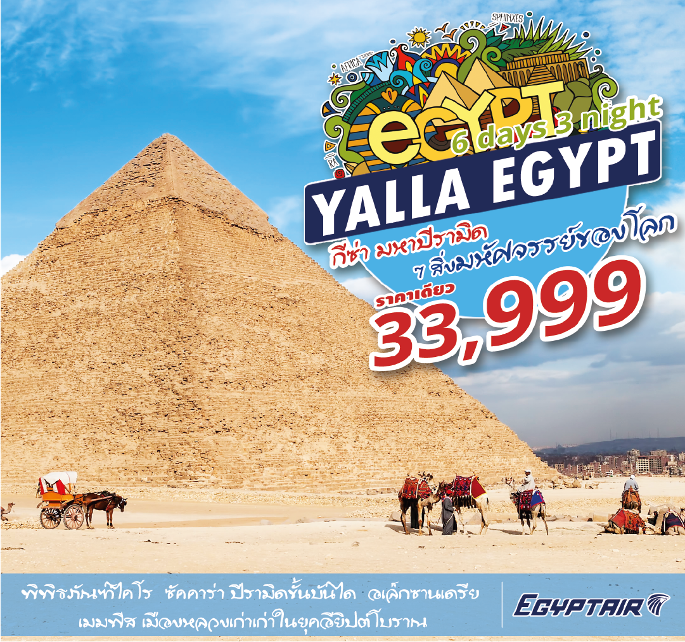 AFRICA
SPHINXES
EGYPT
6 days 3 night
YALLA EGYPT
กีซ่า มหาปีรามิด
7 สิ่งมหัศจรรย์ของโลก
ราคาเดียว
33,999
พิพิธภัณฑ์ไคโร ซัคคาร่า ปีรามิดขั้นบันได อเล็กซานเดรีย
เมมฟิส เมืองหลวงเก่าเก่าในยุคอียิปต์โบราณ
EGYPTAIR